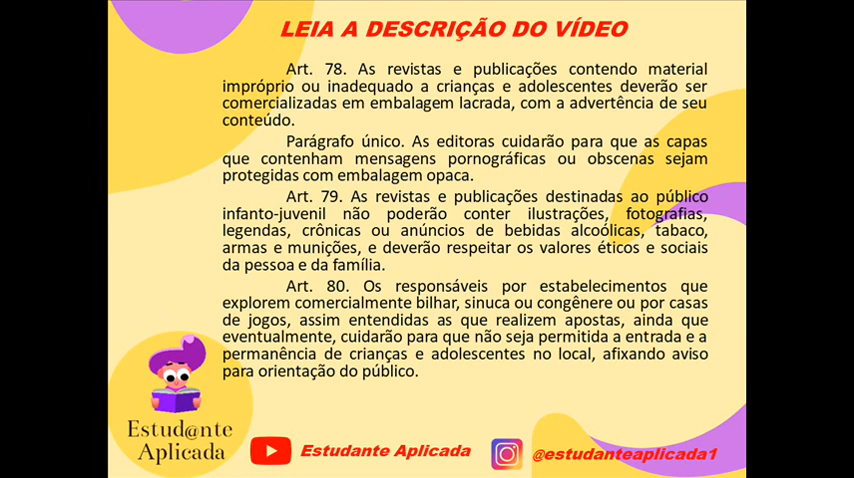 LEIA A DESCRIÇÃO DO VÍDEO
Art. 78. As revistas e publicações contendo material
impróprio ou inadequado a crianças e adolescentes deverão ser
comercializadas em embalagem lacrada, com a advertência de seu
conteúdo.
Parágrafo único. As editoras cuidarão para que as capas
que contenham mensagens pornográficas ou obscenas sejam
protegidas com embalagem opaca.
Art. 79. As revistas e publicações destinadas ao público
infanto-juvenil não poderão conter ilustrações, fotografias,
legendas, crônicas ou anúncios de bebidas alcoólicas, tabaco,
armas e munições, e deverão respeitar os valores éticos e sociais
da pessoa e da família.
Art. 80. Os responsáveis por estabelecimentos que
explorem comercialmente bilhar, sinuca ou congênere ou por casas
de jogos, assim entendidas as que realizem apostas, ainda que
eventualmente, cuidarão para que não seja permitida a entrada e a
permanência de crianças e adolescentes no local, afixando aviso
para orientação do público.
Estud@nte
Aplicada
Estudante Aplicada
@estudanteaplicada1